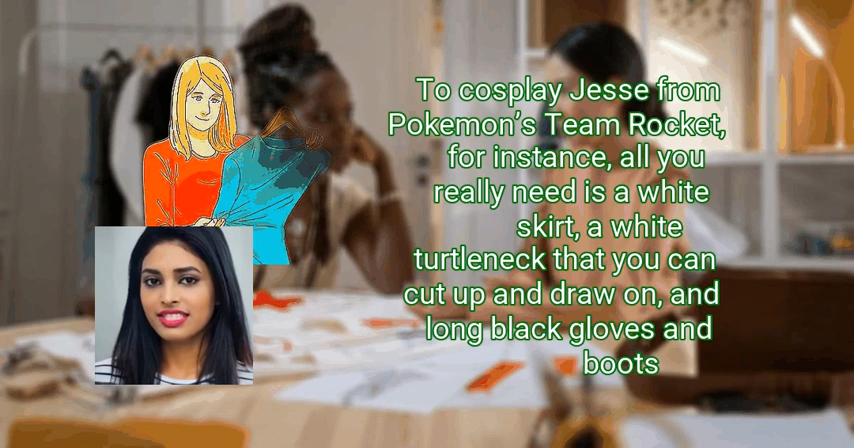 To cosplay Jesse from
Pokemon’s Team Rocket,
for instance, all you
really need is a white
skirt, a white
turtleneck that you can
cut up and draw on, and
long black gloves and
boots